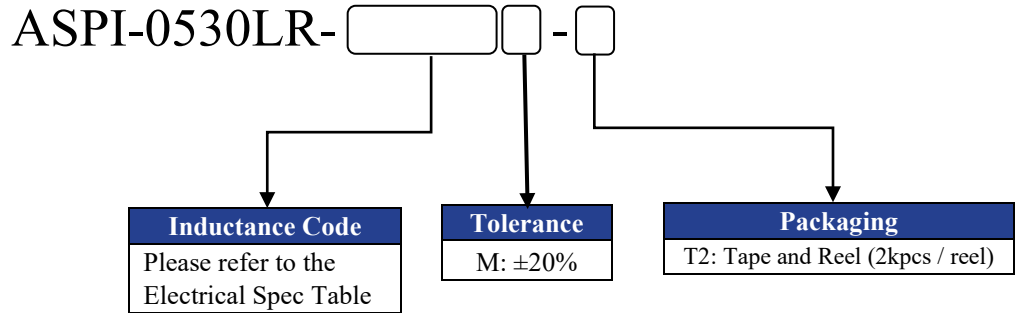 ASPI-0530LR- -
Inductance Code
Please refer to the
Electrical Spec Table
Tolerance
M: ±20%
Packaging
T2: Tape and Reel (2kpcs / reel)